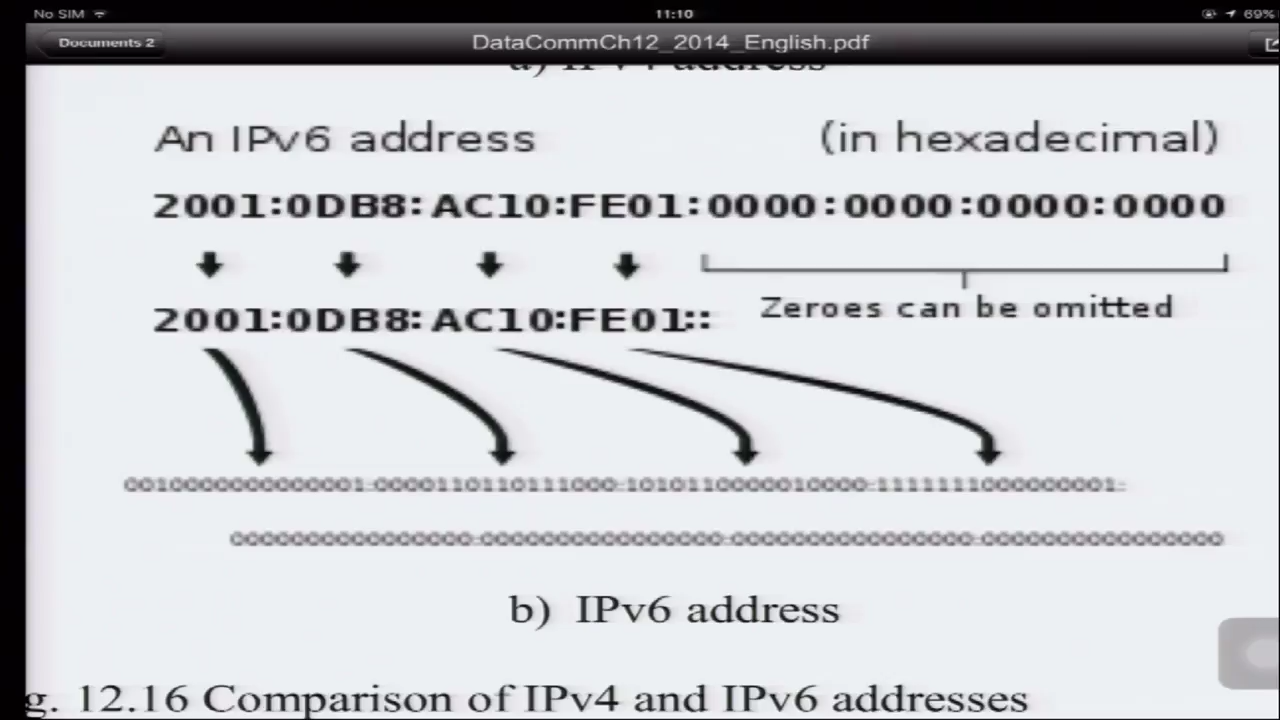 No SIM 11:10 69%
Documents 2 DataCommCh12_2014_English.pdf
a) IPv4 address
An IPv6 address (in hexadecimal)
2001:0DB8:AC10:FE01:0000:0000:0000:0000
2001:0DB8:AC10:FE01:: Zeroes can be omitted
0010000000000001:0000110110111000:1010110000010000:1111111000000001:
0000000000000000:0000000000000000:0000000000000000:0000000000000000
b) IPv6 address
g. 12.16 Comparison of IPv4 and IPv6 addresses